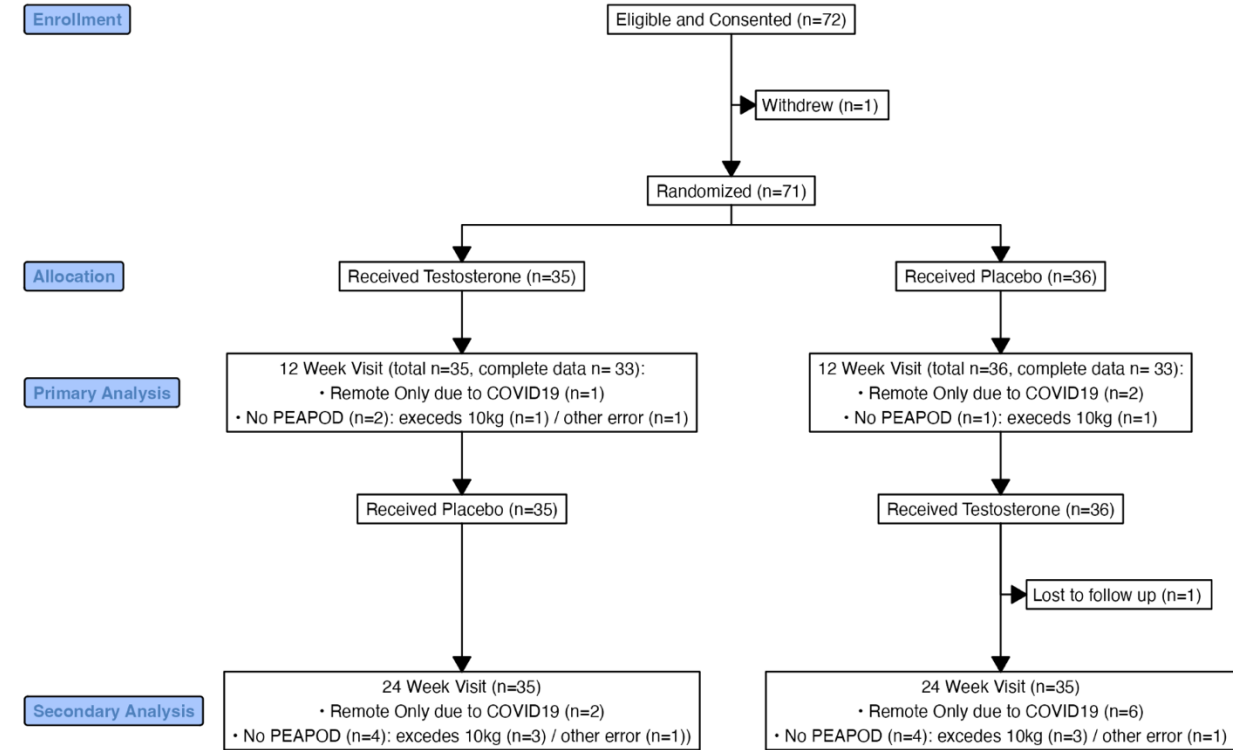 Enrollment
Eligible and Consented (n=72)
Withdrew (n=1)
Randomized (n=71)
Allocation
Received Testosterone (n=35)
Received Placebo (n=36)
Primary Analysis
12 Week Visit (total n=35, complete data n= 33):
• Remote Only due to COVID19 (n=1)
• No PEAPOD (n=2): execeds 10kg (n=1) / other error (n=1)
12 Week Visit (total n=36, complete data n= 33):
• Remote Only due to COVID19 (n=2)
• No PEAPOD (n=1): execeds 10kg (n=1)
Received Placebo (n=35)
Received Testosterone (n=36)
Lost to follow up (n=1)
Secondary Analysis
24 Week Visit (n=35)
• Remote Only due to COVID19 (n=2)
• No PEAPOD (n=4): excedes 10kg (n=3) / other error (n=1))
24 Week Visit (n=35)
• Remote Only due to COVID19 (n=6)
• No PEAPOD (n=4): excedes 10kg (n=3) / other error (n=1)